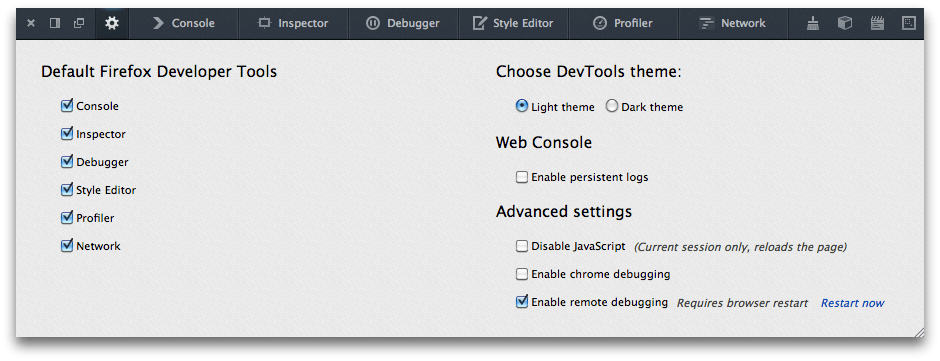 Console Inspector Debugger Style Editor Profiler Network
Default Firefox Developer Tools
Console
Inspector
Debugger
Style Editor
Profiler
Network
Choose DevTools theme:
Light theme Dark theme
Web Console
Enable persistent logs
Advanced settings
Disable JavaScript (Current session only, reloads the page)
Enable chrome debugging
Enable remote debugging Requires browser restart Restart now